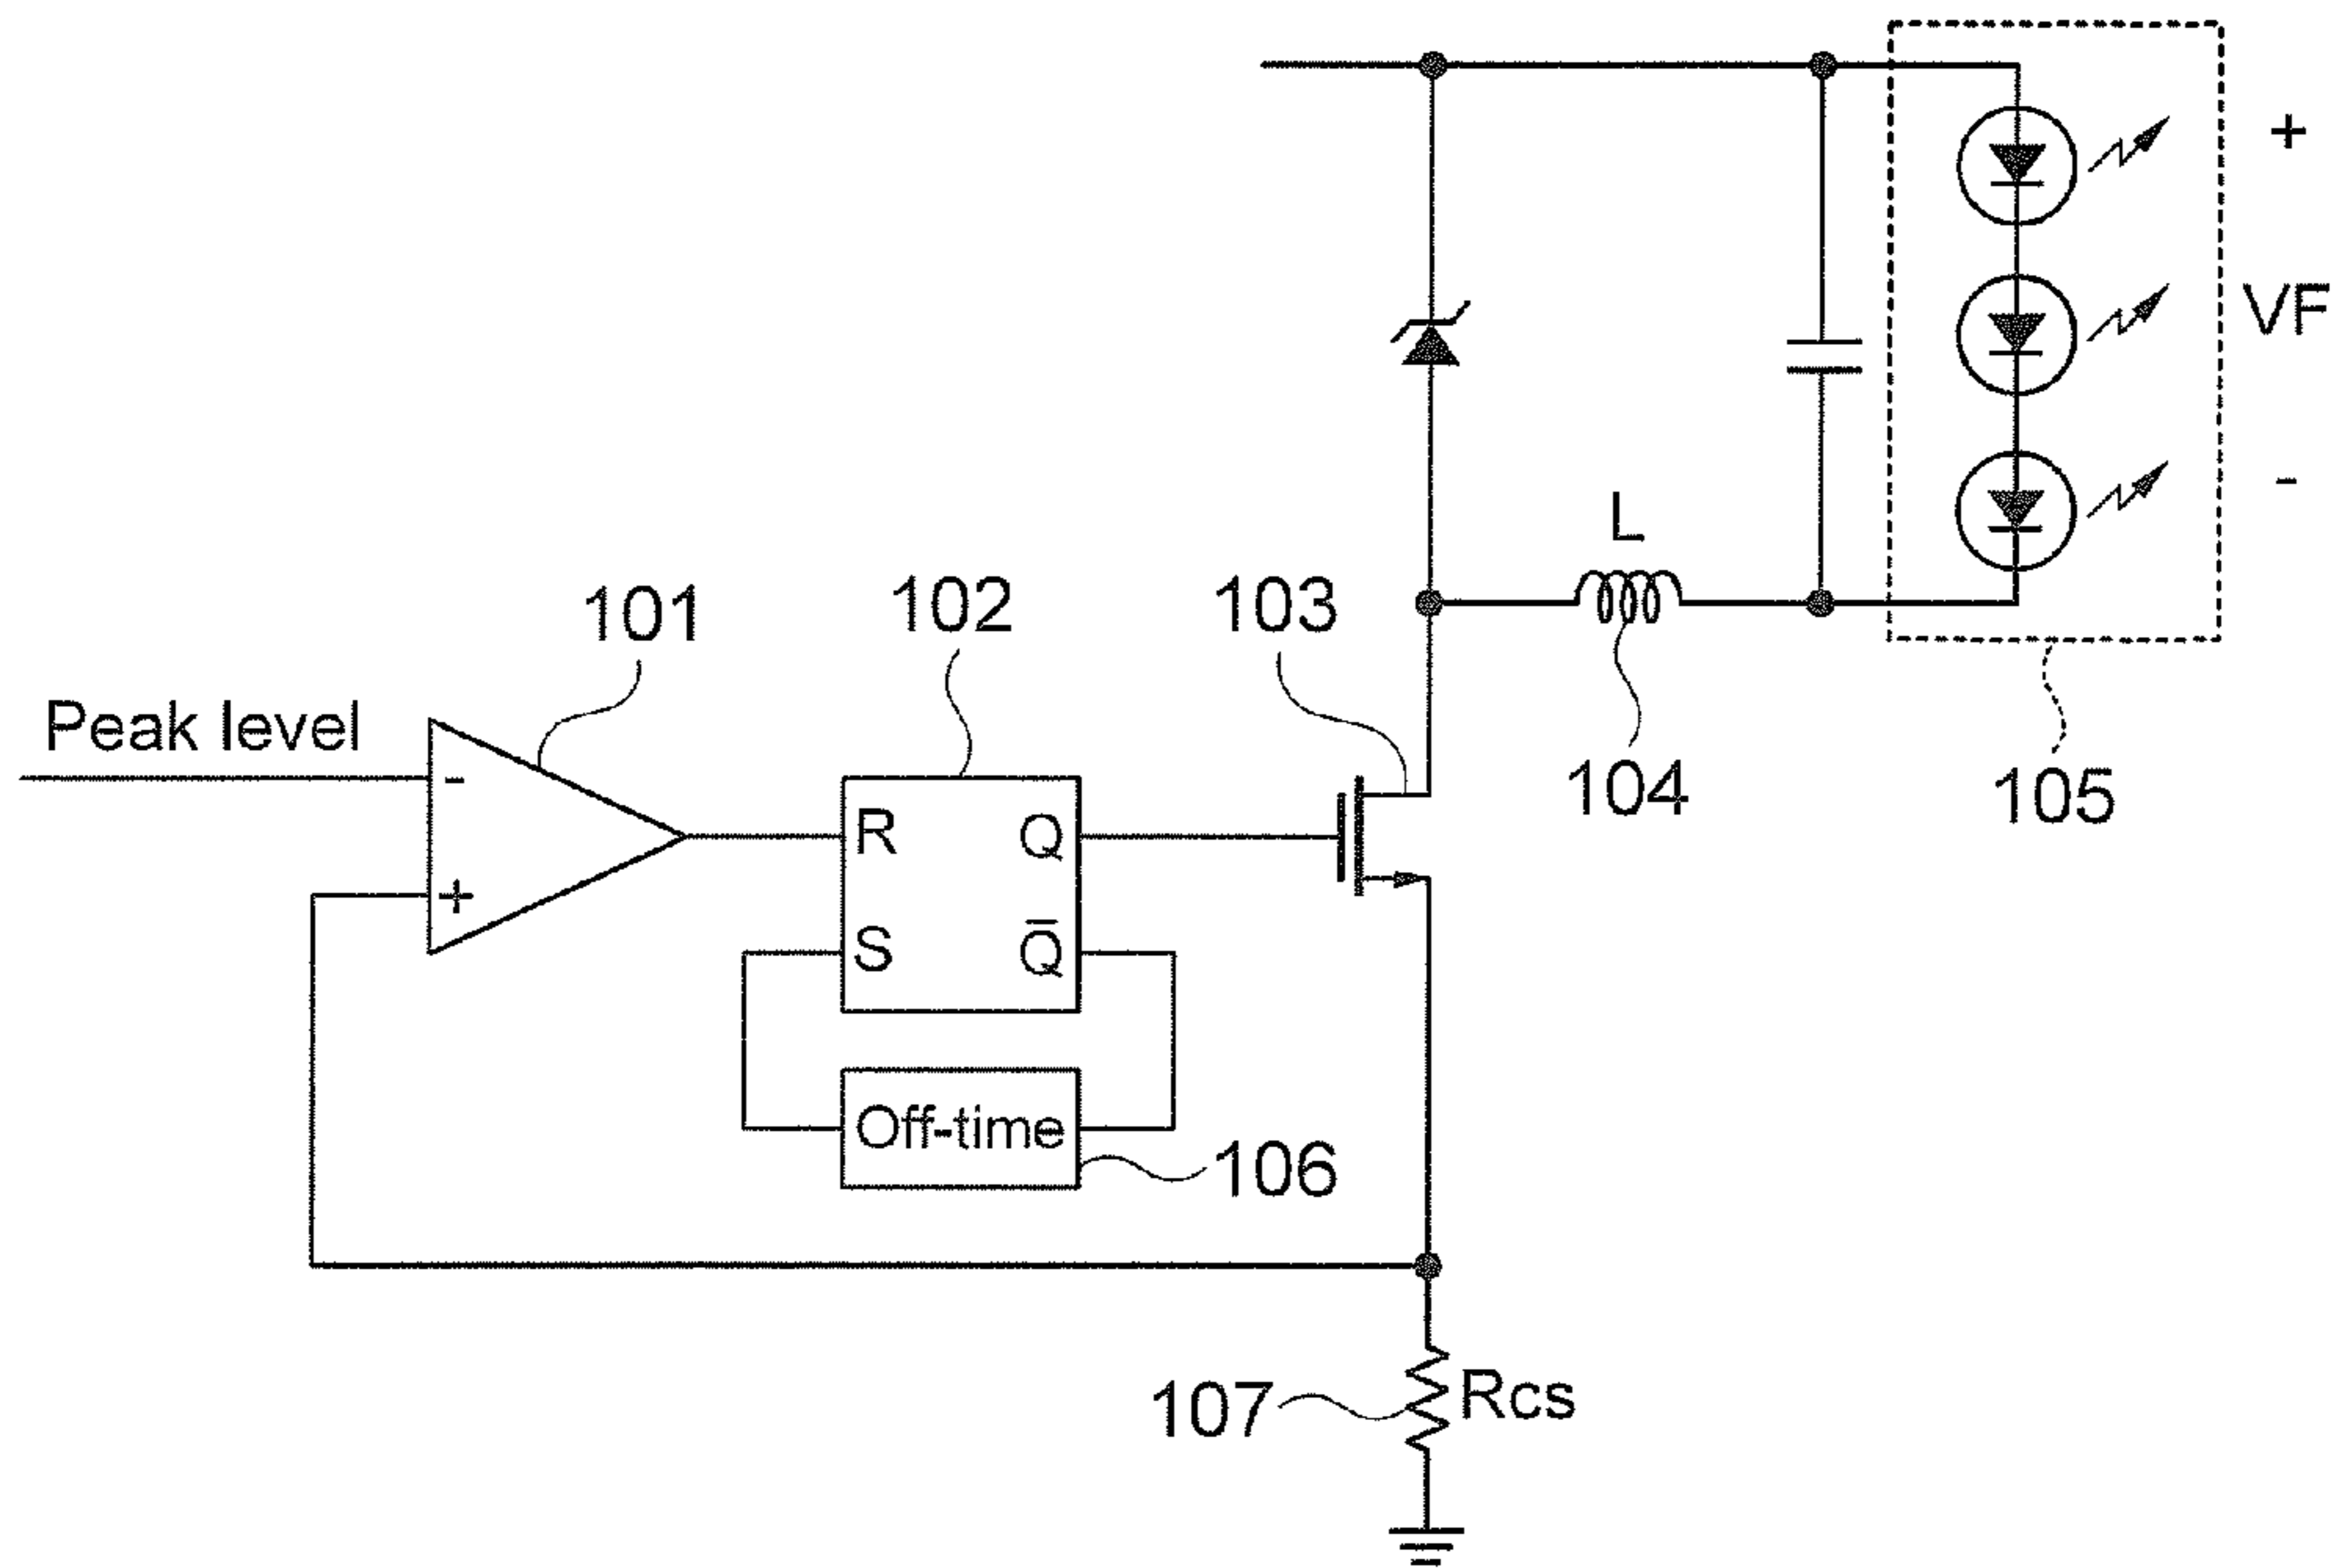 +
VF
-
L
101
102
103
104
105
Peak level
-
+
R
Q
S
Q̅
Off-time
106
107
Rcs